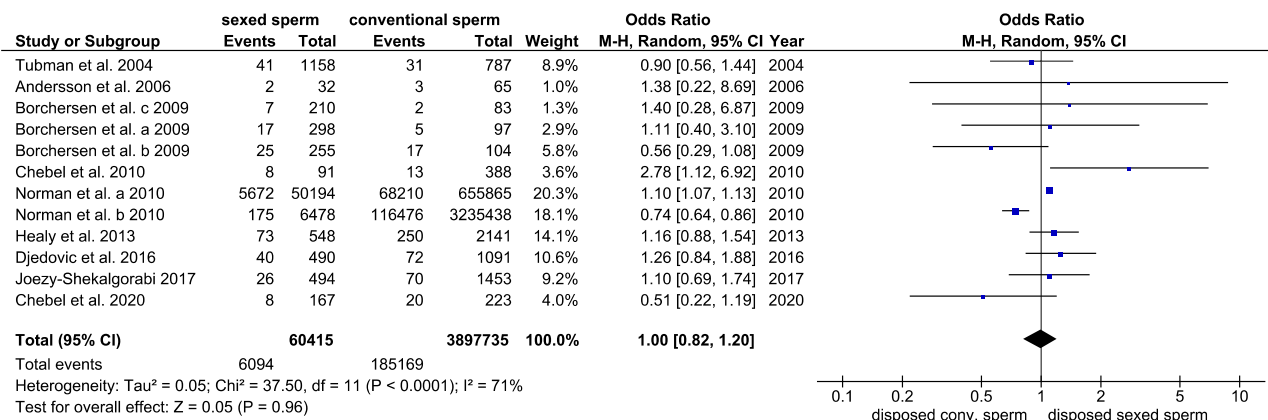 sexed sperm conventional sperm Odds Ratio Odds Ratio
Study or Subgroup Events Total Events Total Weight M-H, Random, 95% CI Year M-H, Random, 95% CI
Tubman et al. 2004 41 1158 31 787 8.9% 0.90 [0.56, 1.44] 2004
Andersson et al. 2006 2 32 3 65 1.0% 1.38 [0.22, 8.69] 2006
Borchersen et al. c 2009 7 210 2 83 1.3% 1.40 [0.28, 6.87] 2009
Borchersen et al. a 2009 17 298 5 97 2.9% 1.11 [0.40, 3.10] 2009
Borchersen et al. b 2009 25 255 17 104 5.8% 0.56 [0.29, 1.08] 2009
Chebel et al. 2010 8 91 13 388 3.6% 2.78 [1.12, 6.92] 2010
Norman et al. a 2010 5672 50194 68210 655865 20.3% 1.10 [1.07, 1.13] 2010
Norman et al. b 2010 175 6478 116476 3235438 18.1% 0.74 [0.64, 0.86] 2010
Healy et al. 2013 73 548 250 2141 14.1% 1.16 [0.88, 1.54] 2013
Djedovic et al. 2016 40 490 72 1091 10.6% 1.26 [0.84, 1.88] 2016
Joezy-Shekalgorabi 2017 26 494 70 1453 9.2% 1.10 [0.69, 1.74] 2017
Chebel et al. 2020 8 167 20 223 4.0% 0.51 [0.22, 1.19] 2020
Total (95% CI) 60415 3897735 100.0% 1.00 [0.82, 1.20]
Total events 6094 185169
Heterogeneity: Tau² = 0.05; Chi² = 37.50, df = 11 (P < 0.0001); I² = 71%
Test for overall effect: Z = 0.05 (P = 0.96)
0.1 0.2 0.5 1 2 5 10
disposed conv. sperm disposed sexed sperm